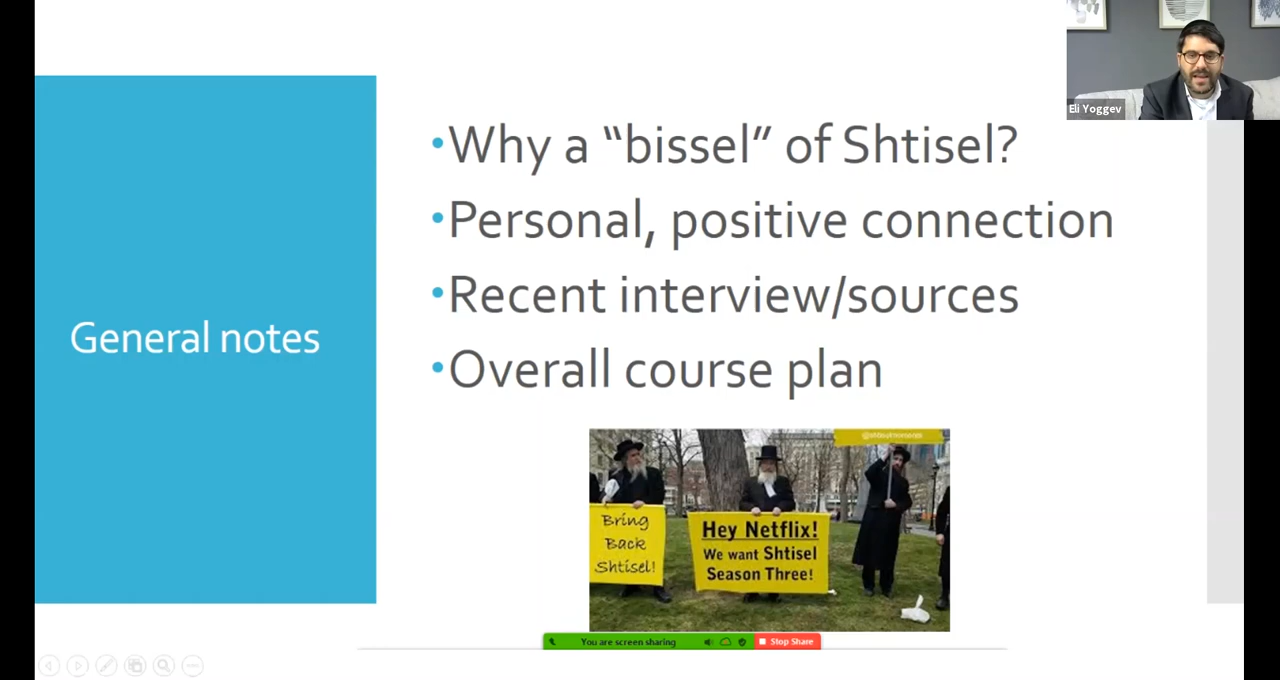 Eli Yoggev
General notes
•Why a “bissel” of Shtisel?
•Personal, positive connection
•Recent interview/sources
•Overall course plan
Bring
Back
Shtisel!
Hey Netflix!
We want Shtisel
Season Three!
You are screen sharing
Stop Share